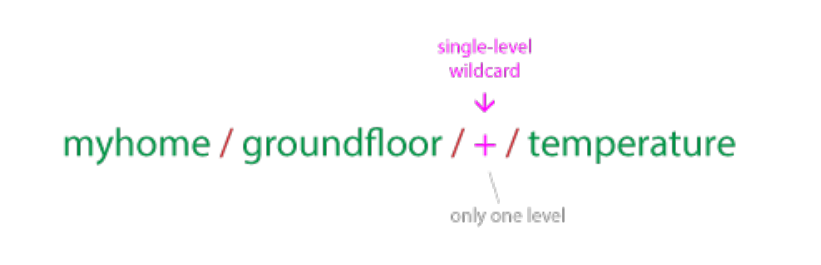 single-level
wildcard
myhome / groundfloor / + / temperature
only one level